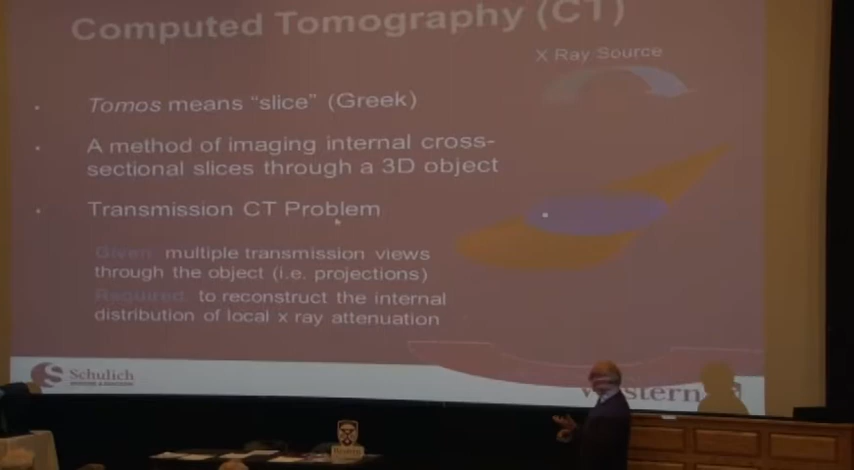 Computed Tomography (CT)
X Ray Source
Tomos means "slice" (Greek)
A method of imaging internal cross-
sectional slices through a 3D object
Transmission CT Problem
Given multiple transmission views
through the object (i.e. projections)
Required to reconstruct the internal
distribution of local x ray attenuation
Schulich
Western